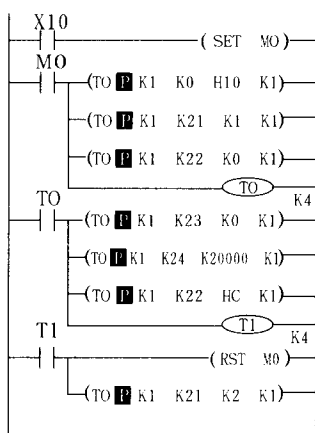 X10
( SET M0 )
M0
(TO P K1 K0 H10 K1)
(TO P K1 K21 K1 K1)
(TO P K1 K22 K0 K1)
T0
K4
T0
(TO P K1 K23 K0 K1)
(TO P K1 K24 K20000 K1)
(TO P K1 K22 HC K1)
T1
K4
T1
( RST M0 )
(TO P K1 K21 K2 K1)